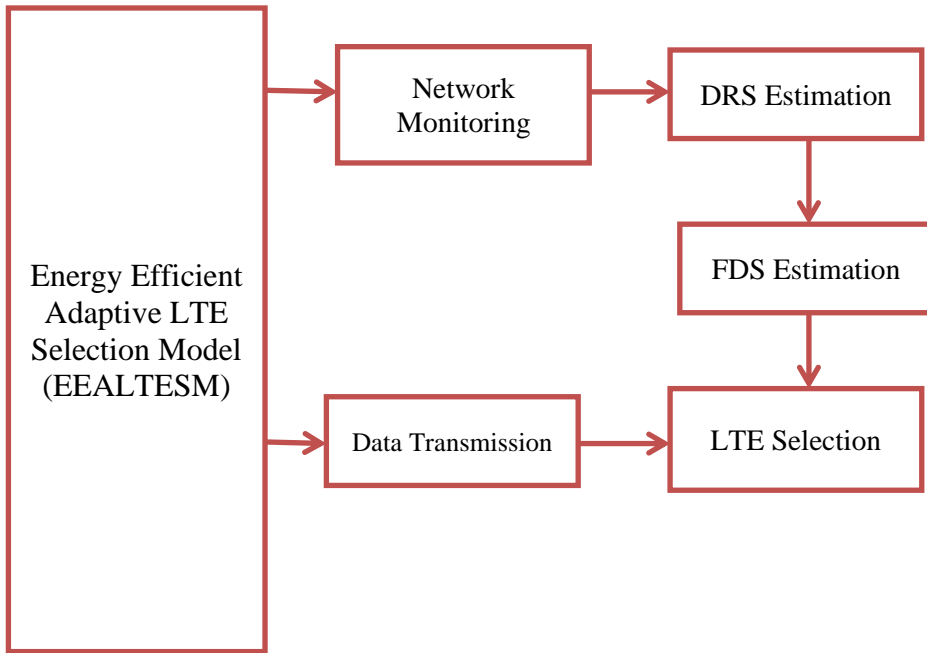 Energy Efficient
Adaptive LTE
Selection Model
(EEALTESM)
Network
Monitoring
DRS Estimation
FDS Estimation
Data Transmission
LTE Selection